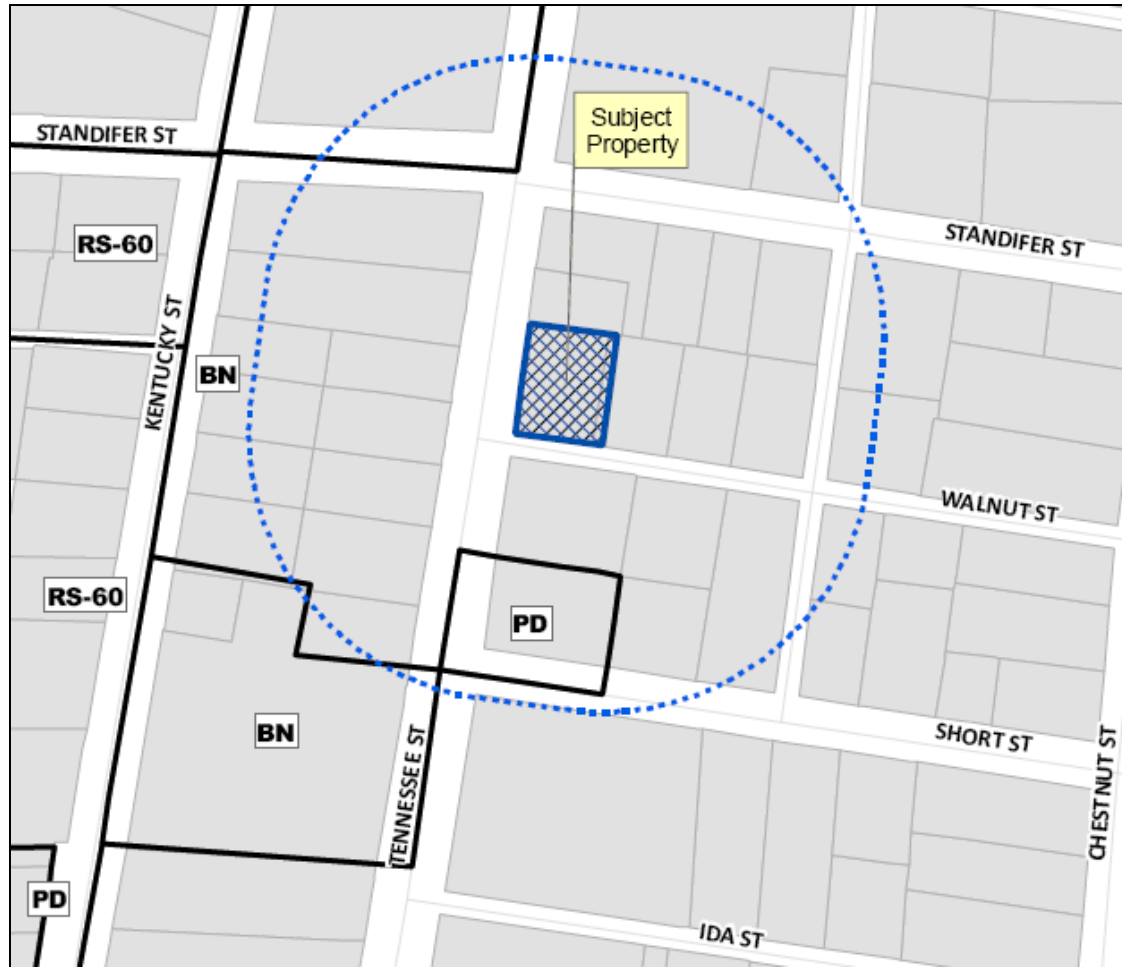 Subject
Property
STANDIFER ST
STANDIFER ST
RS-60
KENTUCKY ST
BN
WALNUT ST
RS-60
PD
BN
TENNESSEE ST
SHORT ST
CHESTNUT ST
PD
IDA ST